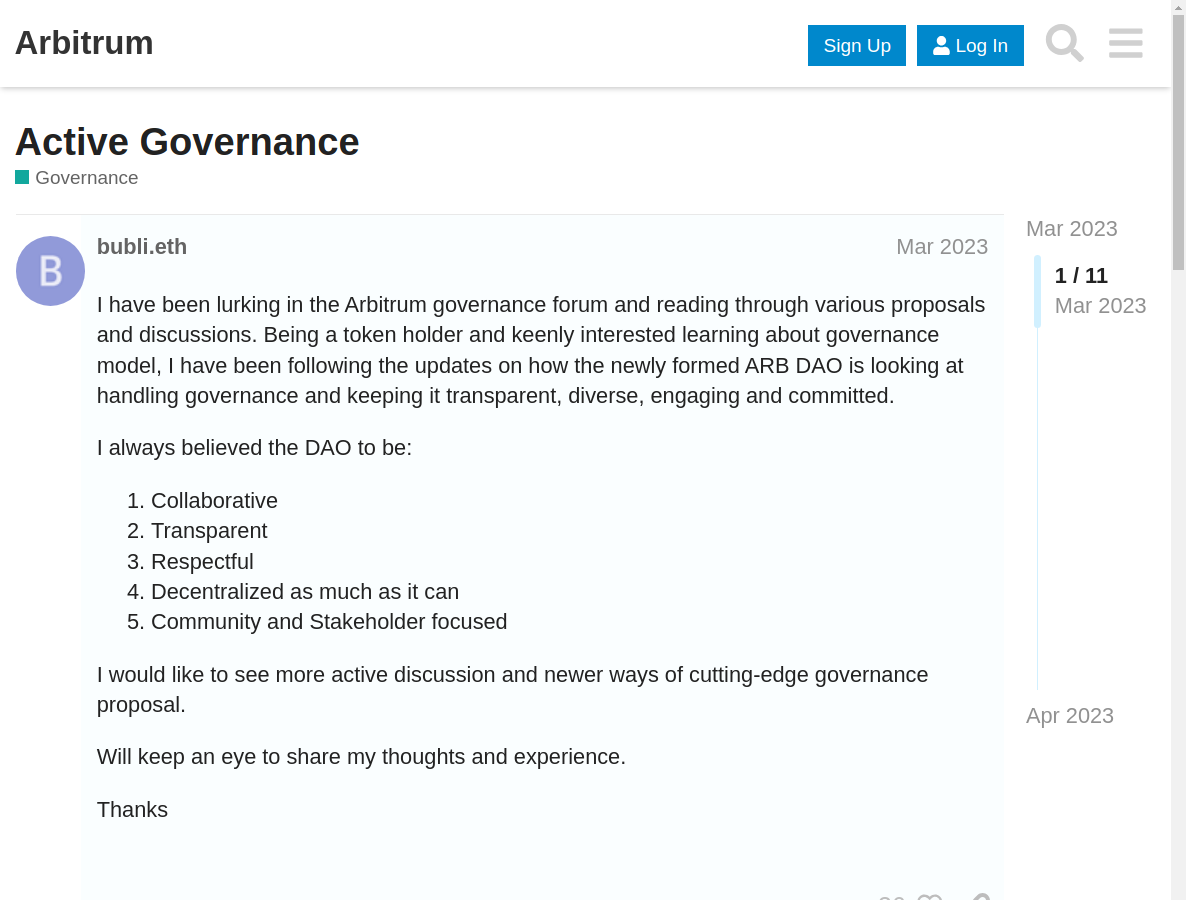 Arbitrum
Sign Up
Log In
Active Governance
Governance
B
bubli.eth
Mar 2023
I have been lurking in the Arbitrum governance forum and reading through various proposals
and discussions. Being a token holder and keenly interested learning about governance
model, I have been following the updates on how the newly formed ARB DAO is looking at
handling governance and keeping it transparent, diverse, engaging and committed.
I always believed the DAO to be:
1. Collaborative
2. Transparent
3. Respectful
4. Decentralized as much as it can
5. Community and Stakeholder focused
I would like to see more active discussion and newer ways of cutting-edge governance
proposal.
Will keep an eye to share my thoughts and experience.
Thanks
Mar 2023
1 / 11
Mar 2023
Apr 2023